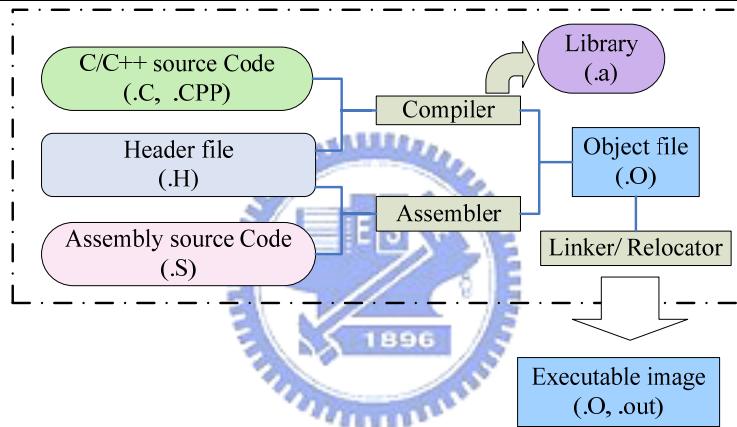 C/C++ source Code
(.C, .CPP)
Library
(.a)
Compiler
Header file
(.H)
Object file
(.O)
Assembler
Assembly source Code
(.S)
Linker/ Relocator
1896
Executable image
(.O, .out)